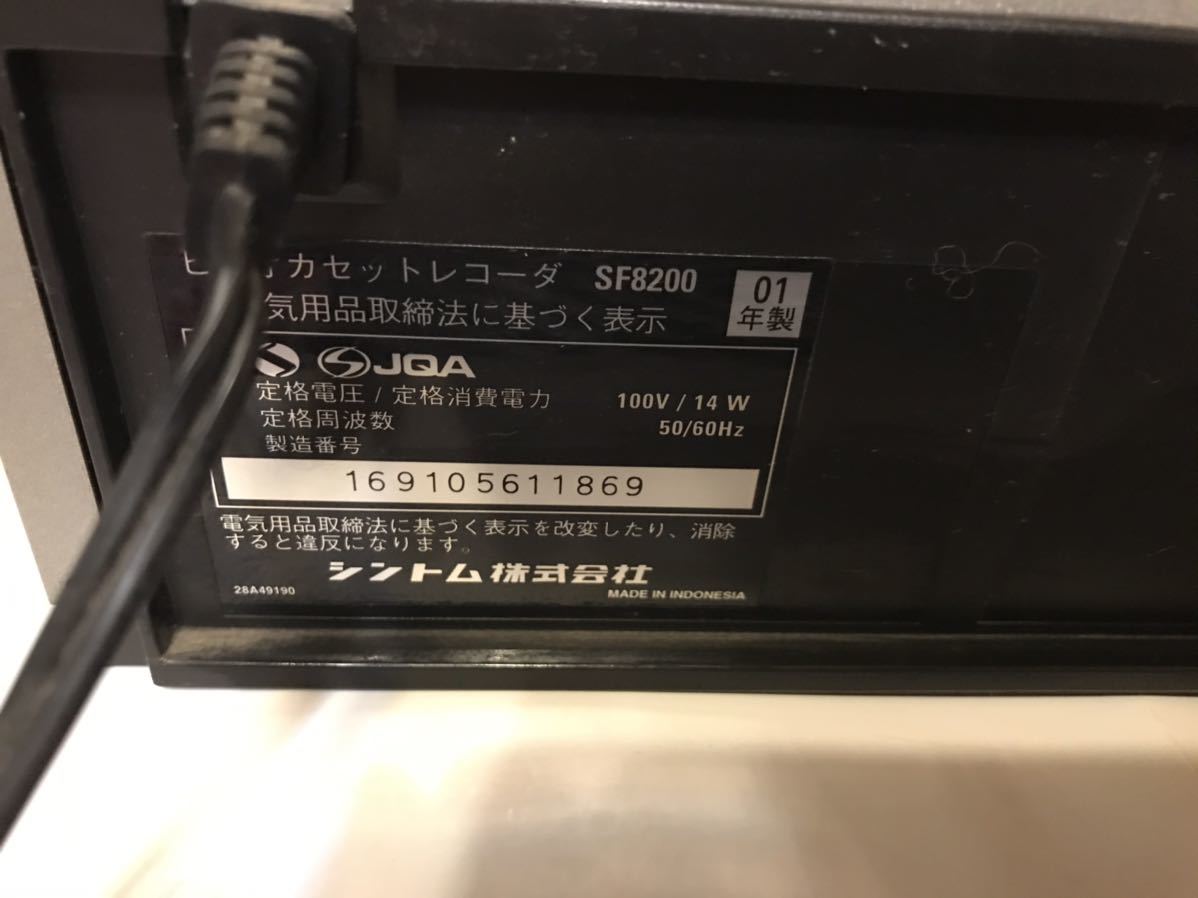 カセットレコーダ SF8200
01
年製
気用品取締法に基づく表示
JQA
定格電圧 / 定格消費電力 100V / 14 W
定格周波数 50/60Hz
製造番号
169105611869
電気用品取締法に基づく表示を改変したり、消除
すると違反になります。
シントム株式会社
28A49190 MADE IN INDONESIA